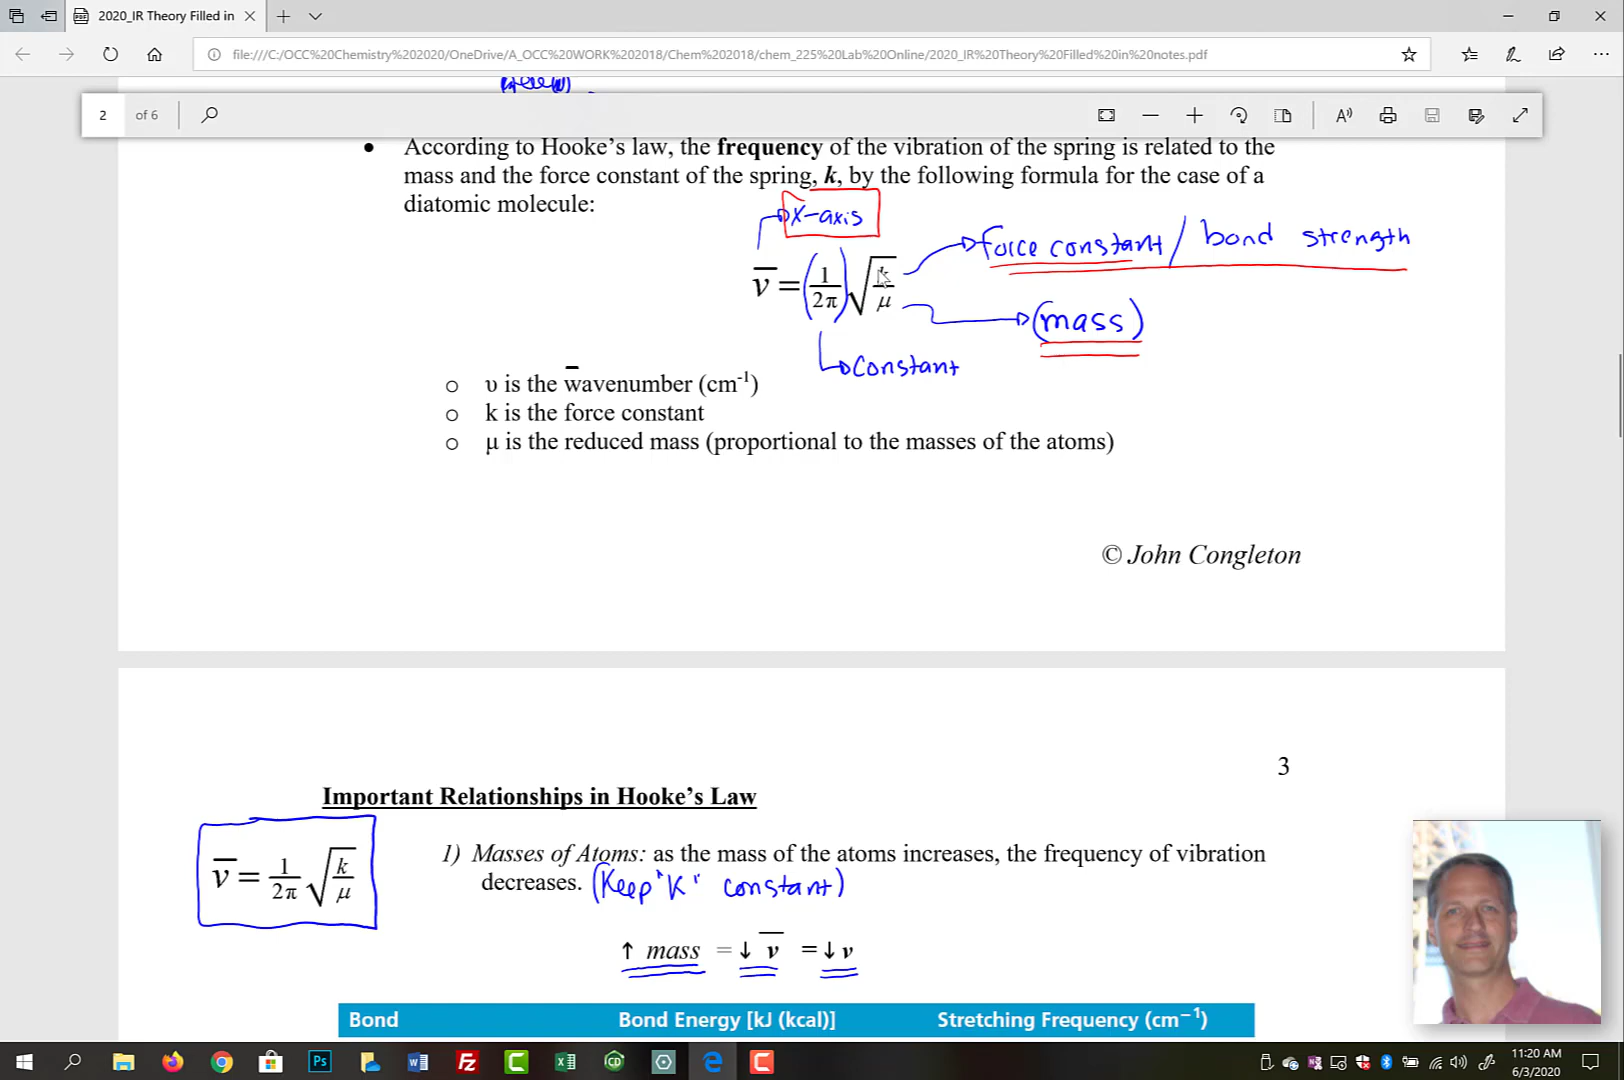 2020_IR Theory Filled in
file:///C:/OCC%20Chemistry%202020/OneDrive/A_OCC%20WORK%202018/Chem%202018/chem_225%20Lab%20Online/2020_IR%20Theory%20Filled%20in%20notes.pdf
2 of 6
• According to Hooke's law, the frequency of the vibration of the spring is related to the
mass and the force constant of the spring, k, by the following formula for the case of a
diatomic molecule:
X-axis
force constant / bond strength
v̅ = (1/2π) √(k/μ)
(mass)
Constant
o υ is the wavenumber (cm⁻¹)
o k is the force constant
o μ is the reduced mass (proportional to the masses of the atoms)
© John Congleton
3
Important Relationships in Hooke's Law
v̅ = 1/2π √(k/μ)
1) Masses of Atoms: as the mass of the atoms increases, the frequency of vibration
decreases. (Keep "K" constant)
↑ mass = ↓ v̅ = ↓ v
Bond Bond Energy [kJ (kcal)] Stretching Frequency (cm⁻¹)
11:20 AM
6/3/2020